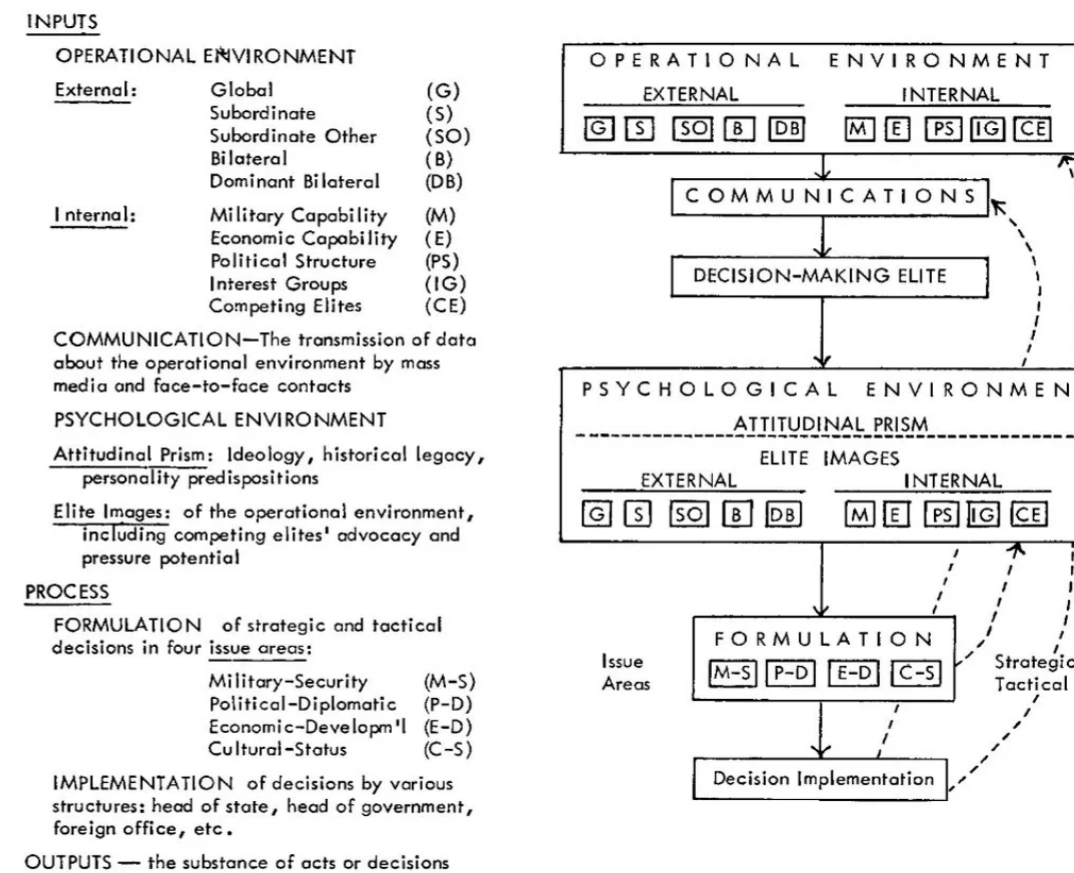 INPUTS
OPERATIONAL ENVIRONMENT
External: Global (G)
Subordinate (S)
Subordinate Other (SO)
Bilateral (B)
Dominant Bilateral (DB)
Internal: Military Capability (M)
Economic Capability (E)
Political Structure (PS)
Interest Groups (IG)
Competing Elites (CE)
COMMUNICATION—The transmission of data
about the operational environment by mass
media and face-to-face contacts
PSYCHOLOGICAL ENVIRONMENT
Attitudinal Prism: Ideology, historical legacy,
personality predispositions
Elite Images: of the operational environment,
including competing elites' advocacy and
pressure potential
PROCESS
FORMULATION of strategic and tactical
decisions in four issue areas:
Military-Security (M-S)
Political-Diplomatic (P-D)
Economic-Developm'l (E-D)
Cultural-Status (C-S)
IMPLEMENTATION of decisions by various
structures: head of state, head of government,
foreign office, etc.
OUTPUTS — the substance of acts or decisions
OPERATIONAL ENVIRONMENT
EXTERNAL INTERNAL
G S SO B DB M E PS IG CE
COMMUNICATIONS
DECISION-MAKING ELITE
PSYCHOLOGICAL ENVIRONMEN
ATTITUDINAL PRISM
ELITE IMAGES
EXTERNAL INTERNAL
G S SO B DB M E PS IG CE
FORMULATION
Issue Areas
M-S P-D E-D C-S
Strategic
Tactical
Decision Implementation